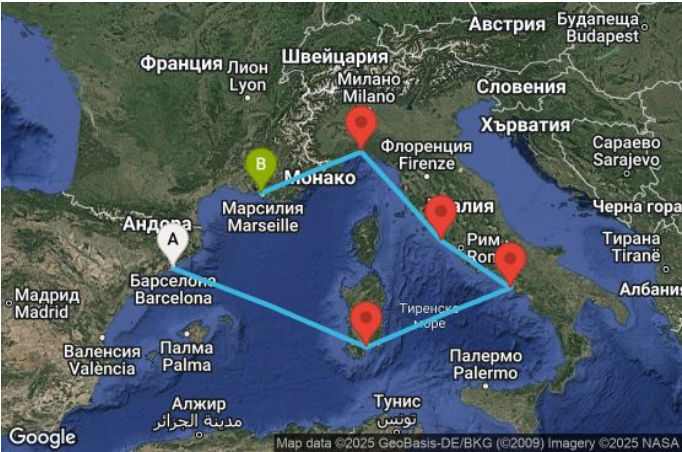 Австрия
Будапеща
Budapest
Франция
Лион
Lyon
Швейцария
Милано
Milano
Словения
Хърватия
Сараево
Sarajevo
B
Монако
Флоренция
Firenze
Марсилия
Marseille
Андора
A
Италия
Черна гора
Рим
Тирана
Tiranë
Барселона
Barcelona
Мадрид
Madrid
Албания
Тиренско
море
Валенсия
València
Палма
Palma
Палермо
Palermo
Алжир
مدينة الجزائر
Тунис
تونس
Google
Map data ©2025 GeoBasis-DE/BKG (©2009) Imagery ©2025 NASA